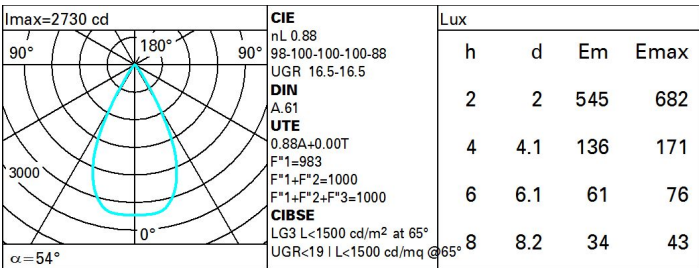 Imax=2730 cd
90°
180°
90°
3000
0°
α=54°
CIE
nL 0.88
98-100-100-100-88
UGR 16.5-16.5
DIN
A.61
UTE
0.88A+0.00T
F"1=983
F"1+F"2=1000
F"1+F"2+F"3=1000
CIBSE
LG3 L<1500 cd/m² at 65°
UGR<19 | L<1500 cd/mq @65°
Lux
h d Em Emax
2 2 545 682
4 4.1 136 171
6 6.1 61 76
8 8.2 34 43